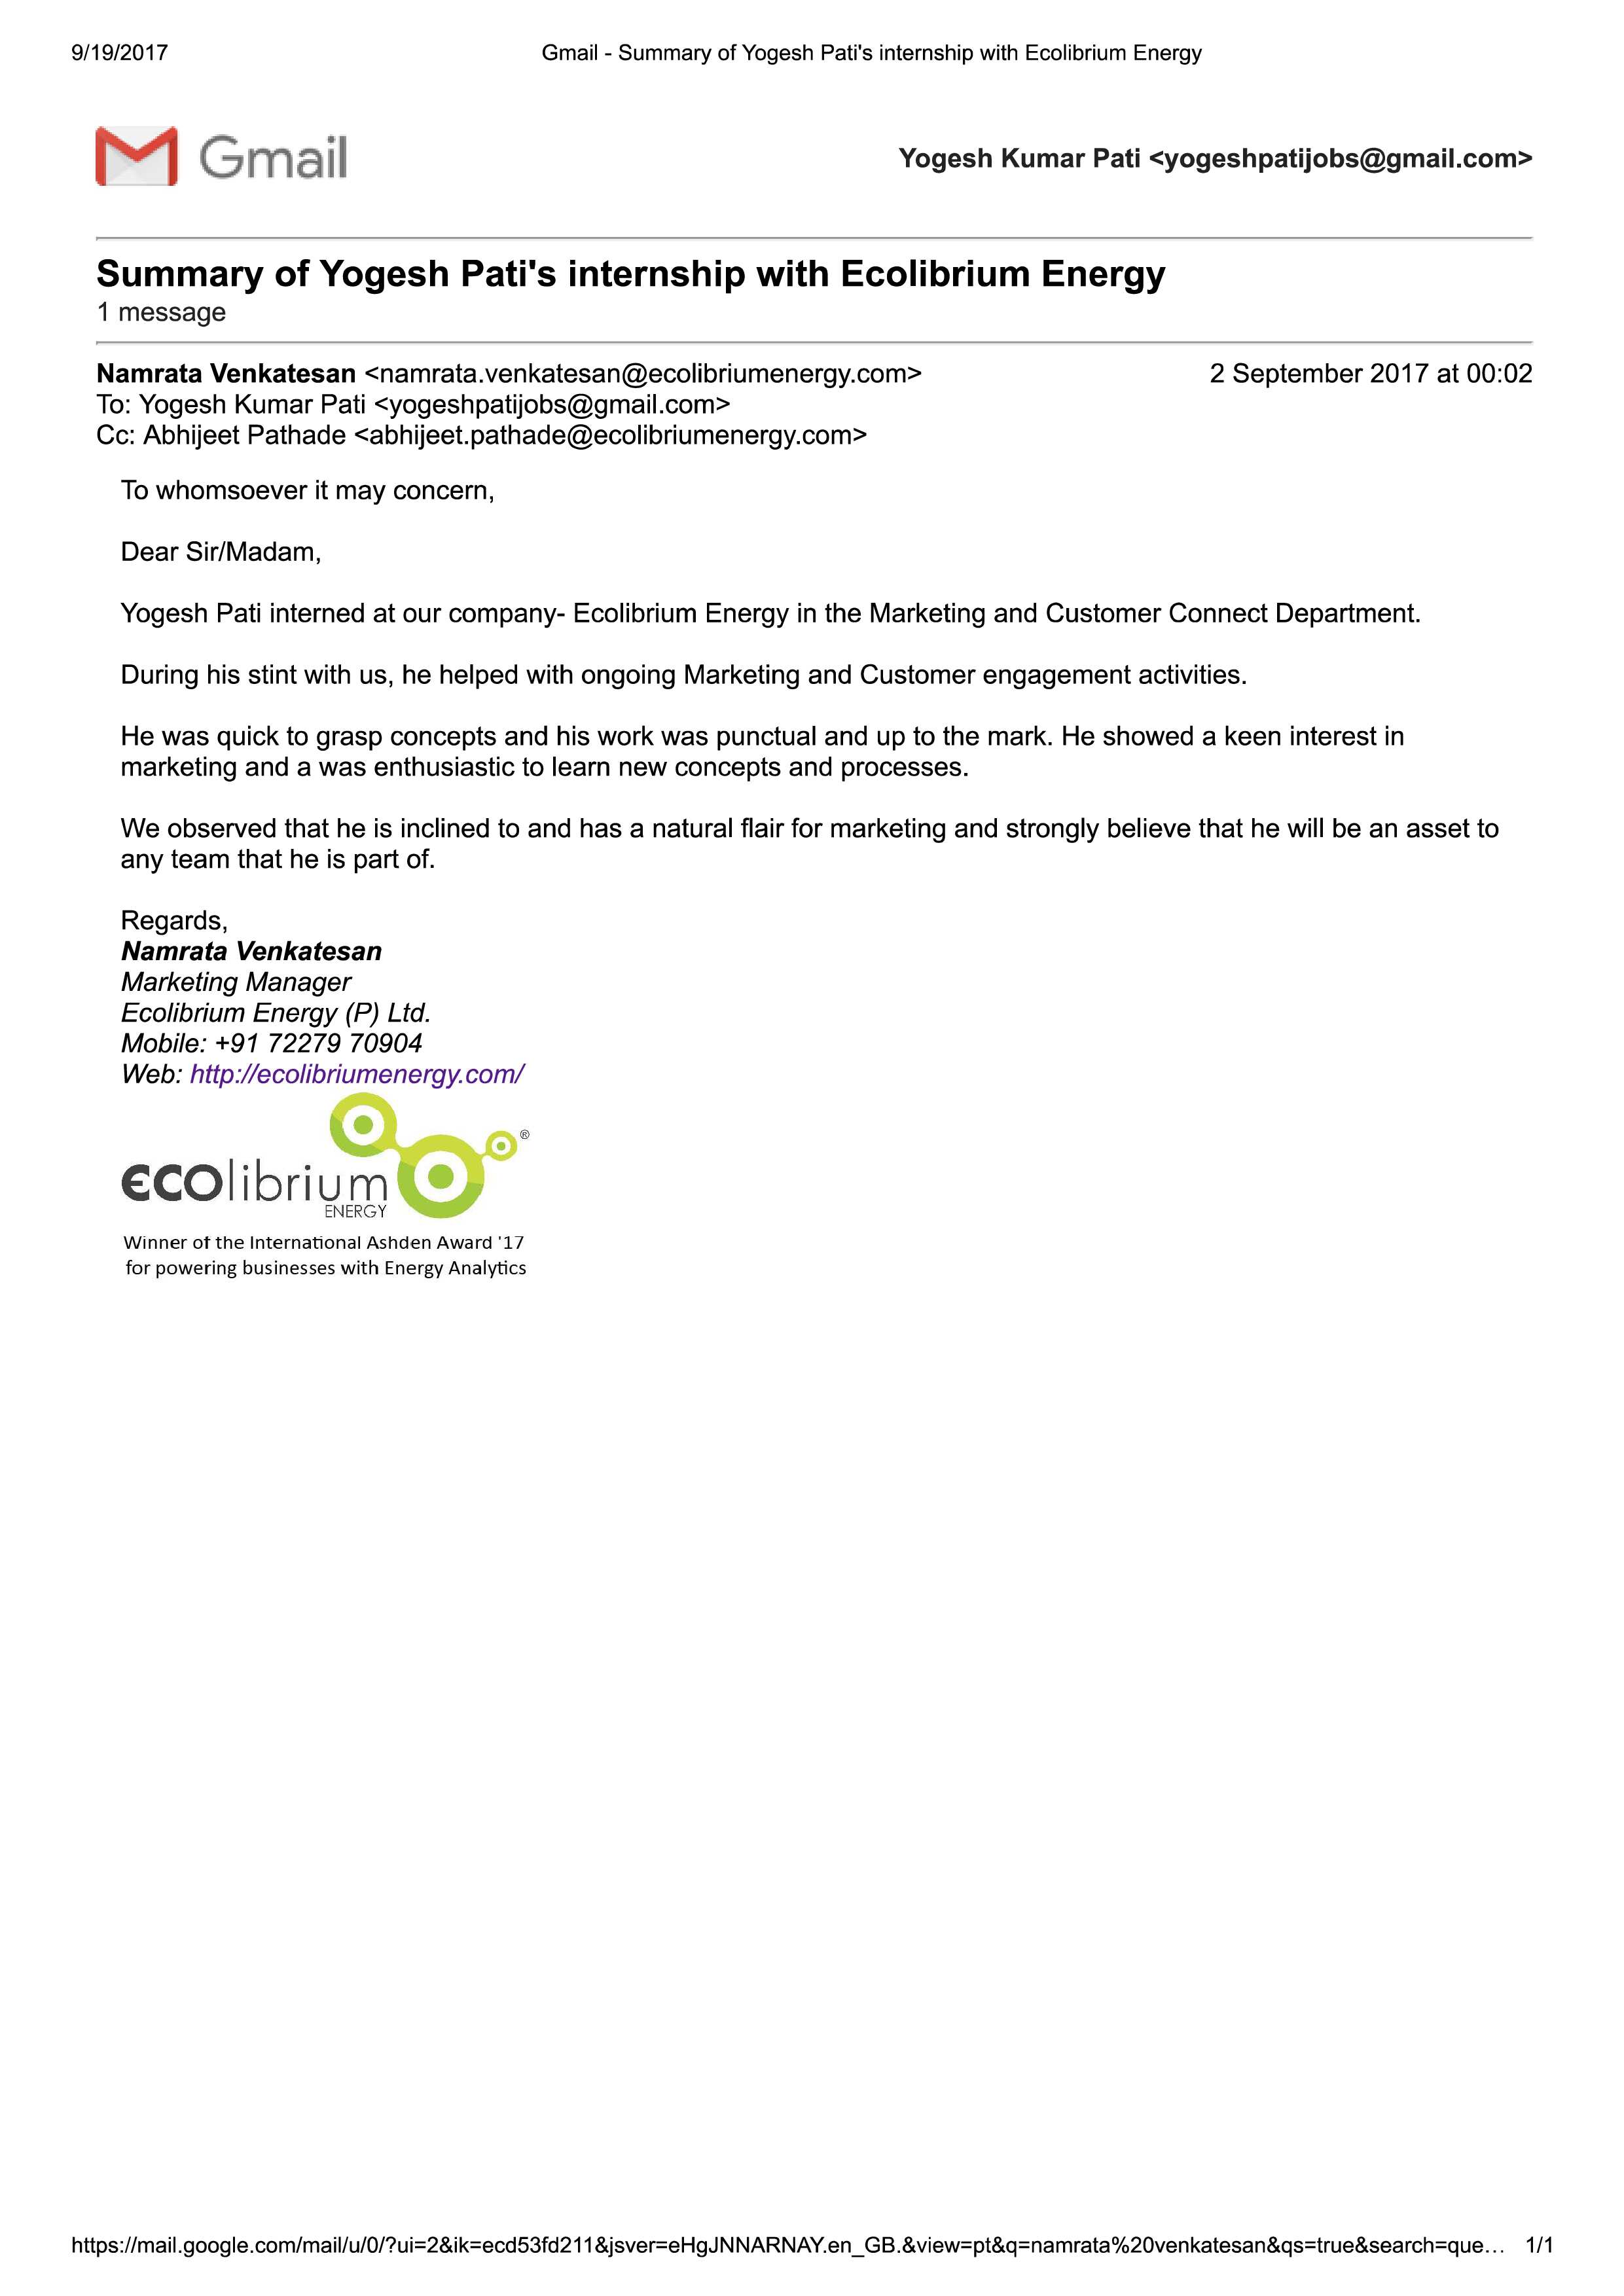 9/19/2017 Gmail - Summary of Yogesh Pati's internship with Ecolibrium Energy
Gmail Yogesh Kumar Pati <yogeshpatijobs@gmail.com>
Summary of Yogesh Pati's internship with Ecolibrium Energy
1 message
Namrata Venkatesan <namrata.venkatesan@ecolibriumenergy.com> 2 September 2017 at 00:02
To: Yogesh Kumar Pati <yogeshpatijobs@gmail.com>
Cc: Abhijeet Pathade <abhijeet.pathade@ecolibriumenergy.com>
To whomsoever it may concern,
Dear Sir/Madam,
Yogesh Pati interned at our company- Ecolibrium Energy in the Marketing and Customer Connect Department.
During his stint with us, he helped with ongoing Marketing and Customer engagement activities.
He was quick to grasp concepts and his work was punctual and up to the mark. He showed a keen interest in
marketing and a was enthusiastic to learn new concepts and processes.
We observed that he is inclined to and has a natural flair for marketing and strongly believe that he will be an asset to
any team that he is part of.
Regards,
Namrata Venkatesan
Marketing Manager
Ecolibrium Energy (P) Ltd.
Mobile: +91 72279 70904
Web: http://ecolibriumenergy.com/
ecolibrium ®
ENERGY
Winner of the International Ashden Award '17
for powering businesses with Energy Analytics
https://mail.google.com/mail/u/0/?ui=2&ik=ecd53fd211&jsver=eHgJNNARNAY.en_GB.&view=pt&q=namrata%20venkatesan&qs=true&search=que… 1/1